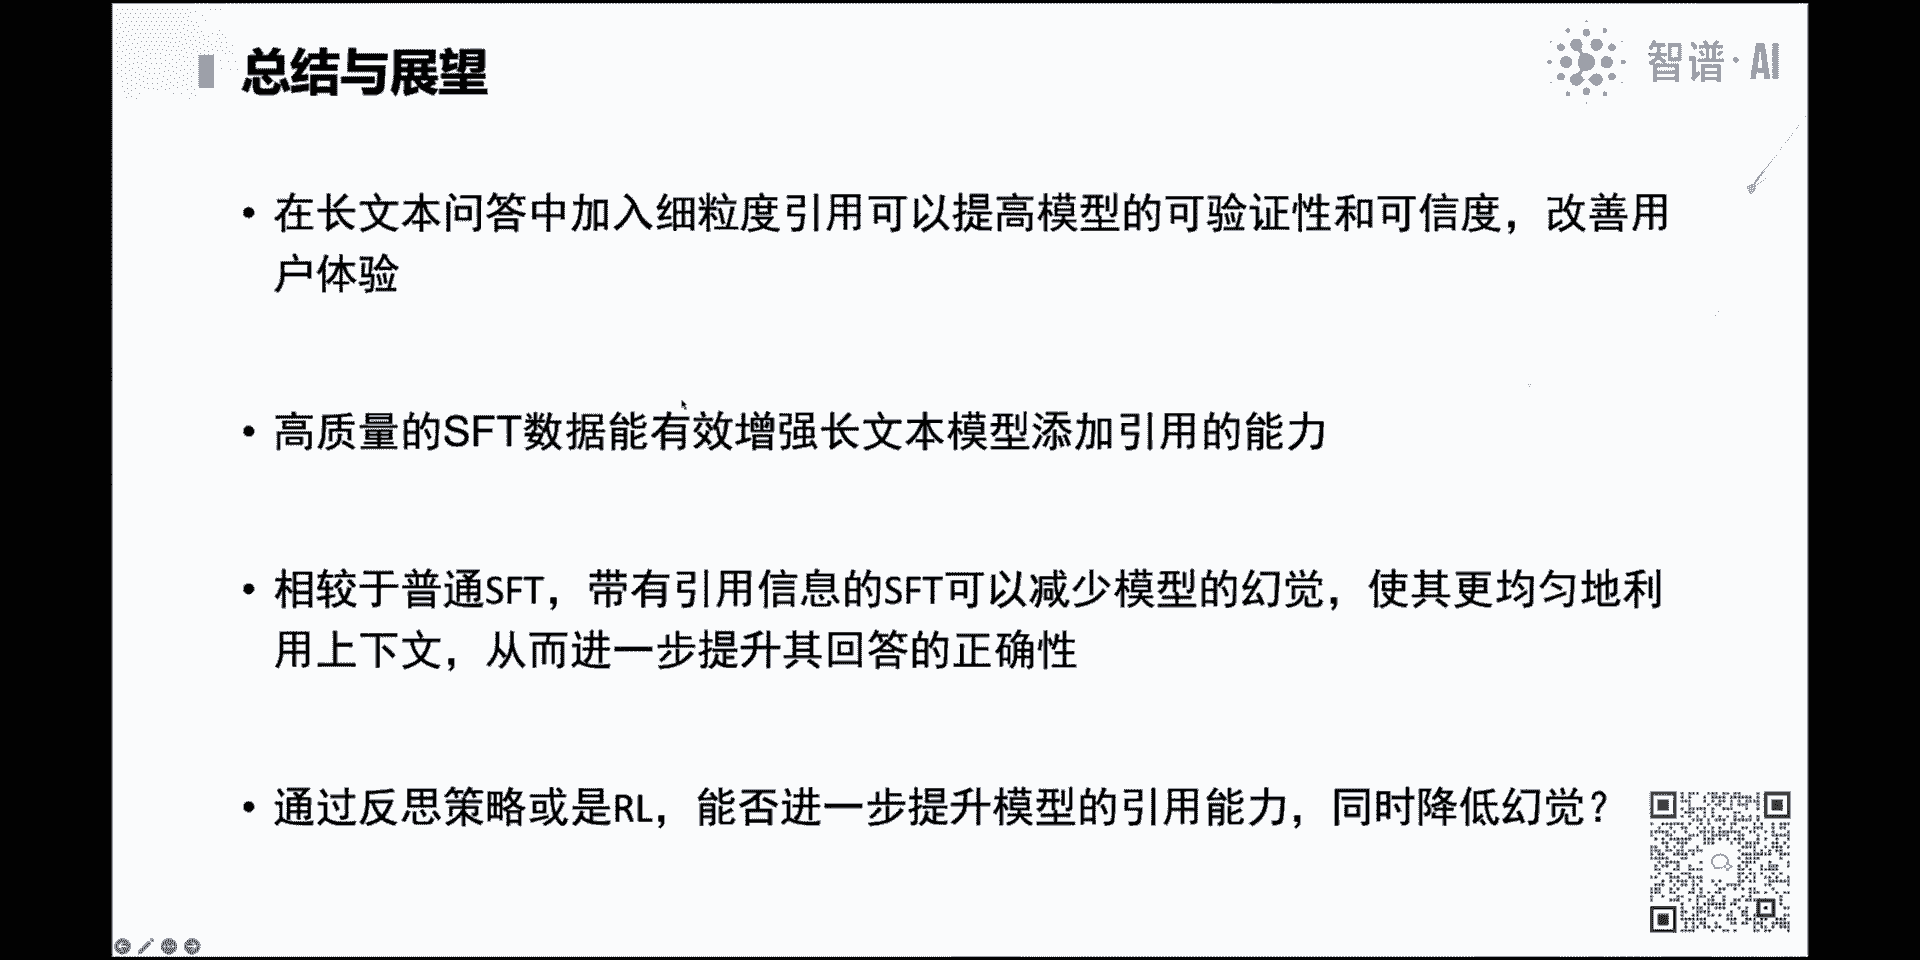 总结与展望
智谱·AI
• 在长文本问答中加入细粒度引用可以提高模型的可验证性和可信度，改善用
户体验
• 高质量的SFT数据能有效增强长文本模型添加引用的能力
• 相较于普通SFT，带有引用信息的SFT可以减少模型的幻觉，使其更均匀地利
用上下文，从而进一步提升其回答的正确性
• 通过反思策略或是RL，能否进一步提升模型的引用能力，同时降低幻觉？